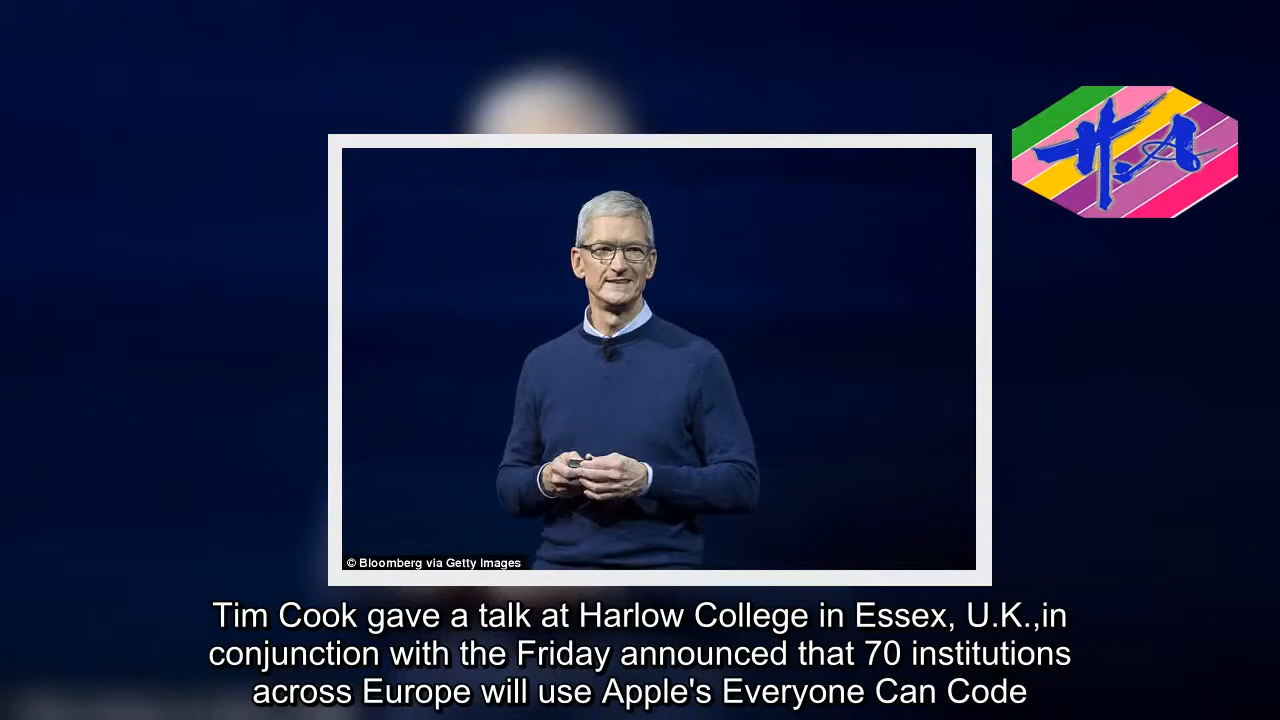 H.A
© Bloomberg via Getty Images
Tim Cook gave a talk at Harlow College in Essex, U.K.,in
conjunction with the Friday announced that 70 institutions
across Europe will use Apple's Everyone Can Code